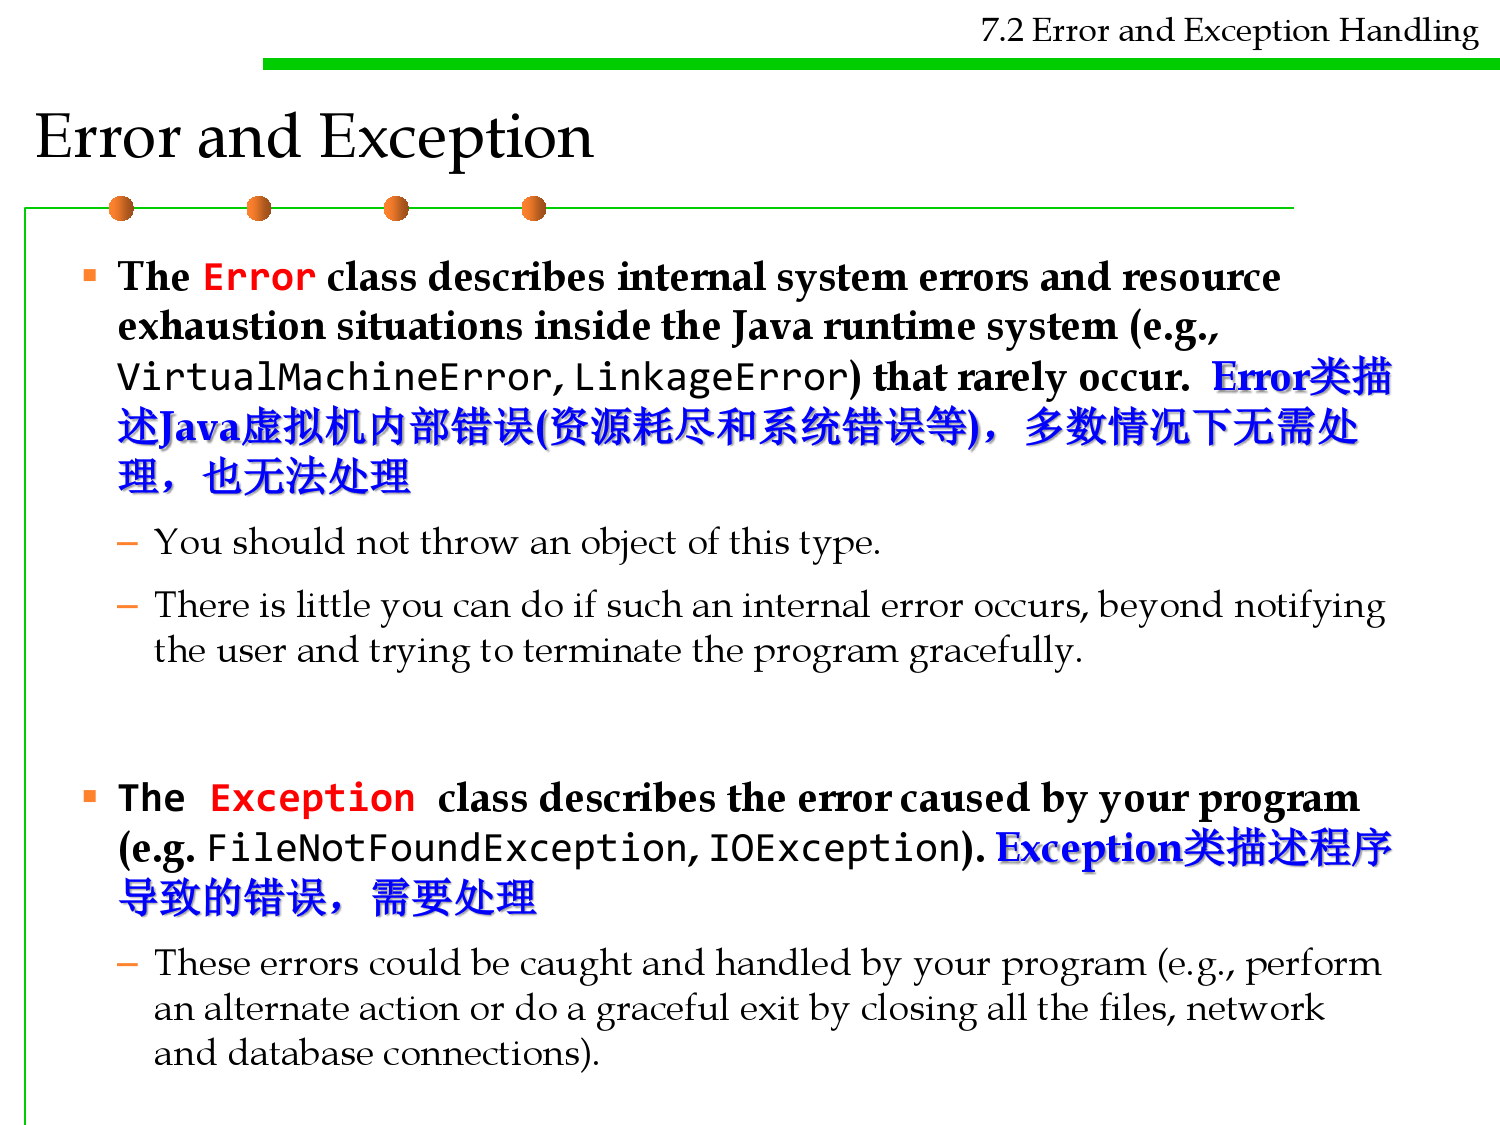 7.2 Error and Exception Handling
Error and Exception
The Error class describes internal system errors and resource
exhaustion situations inside the Java runtime system (e.g.,
VirtualMachineError, LinkageError) that rarely occur. Error类描
述Java虚拟机内部错误(资源耗尽和系统错误等)，多数情况下无需处
理，也无法处理
– You should not throw an object of this type.
– There is little you can do if such an internal error occurs, beyond notifying
the user and trying to terminate the program gracefully.
The Exception class describes the error caused by your program
(e.g. FileNotFoundException, IOException). Exception类描述程序
导致的错误，需要处理
– These errors could be caught and handled by your program (e.g., perform
an alternate action or do a graceful exit by closing all the files, network
and database connections).